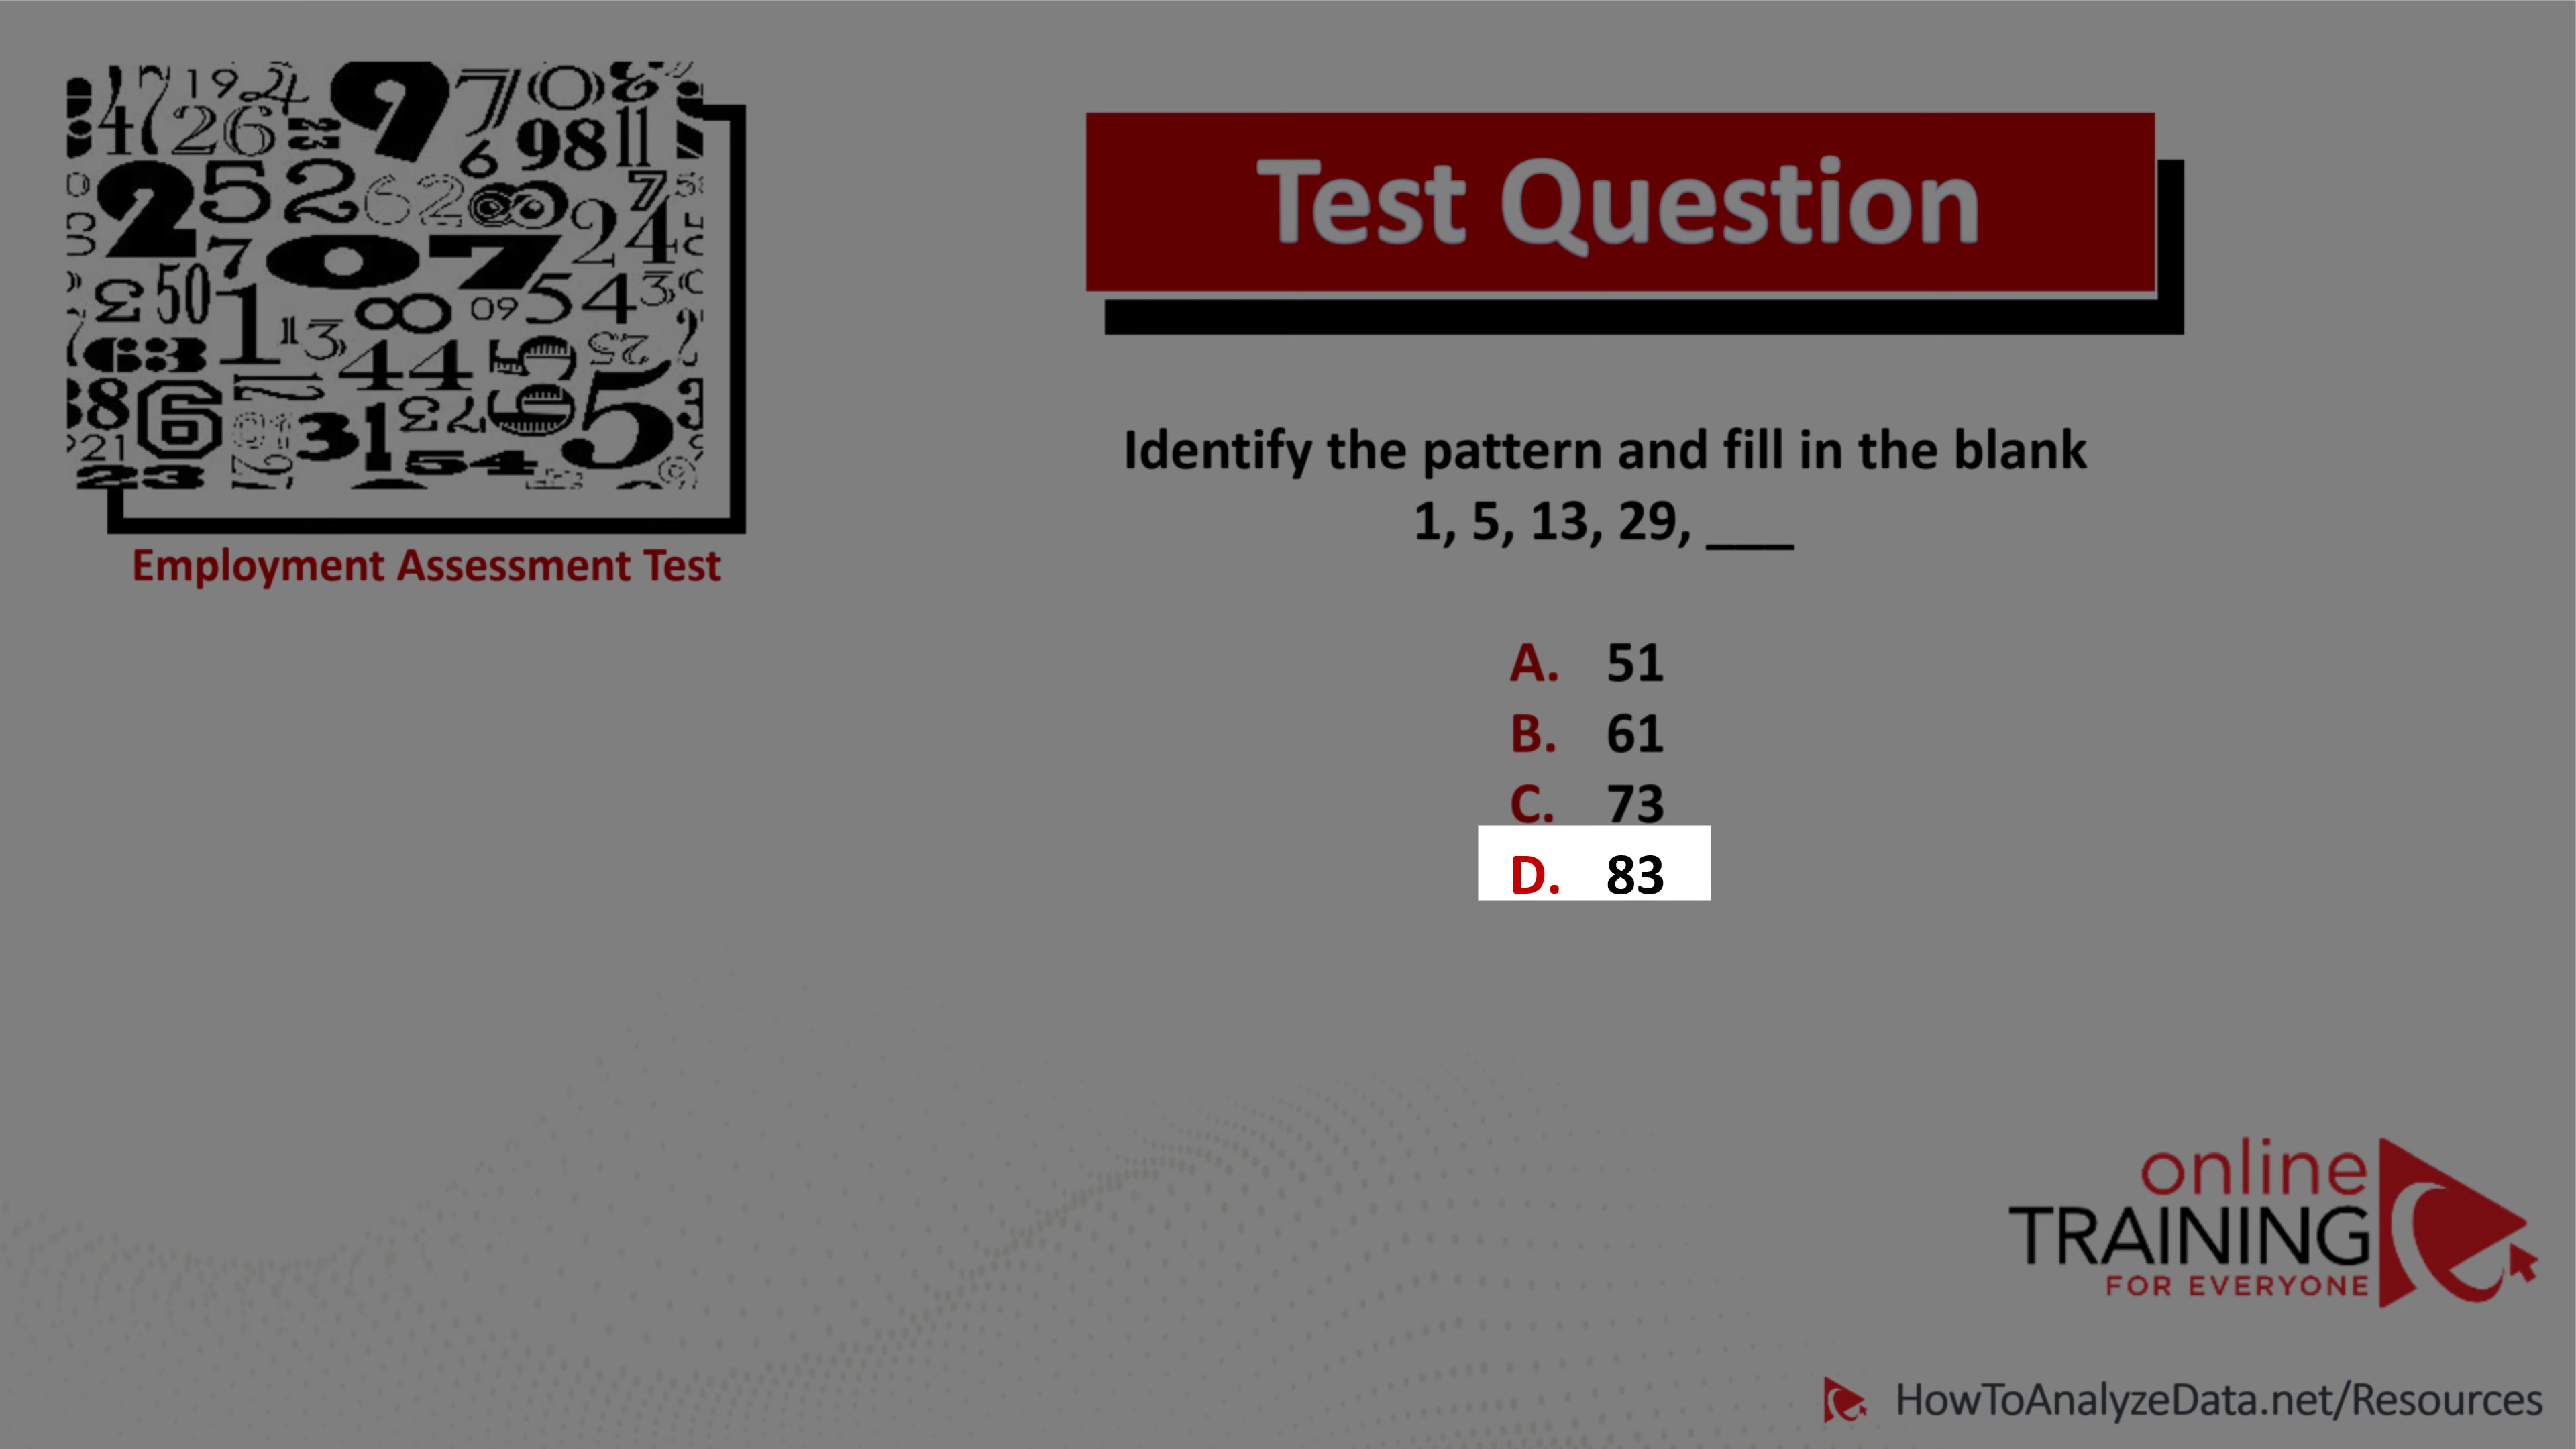 Test Question
Employment Assessment Test
Identify the pattern and fill in the blank
1, 5, 13, 29, ___
A. 51
B. 61
C. 73
D. 83
online
TRAINING
FOR EVERYONE
HowToAnalyzeData.net/Resources